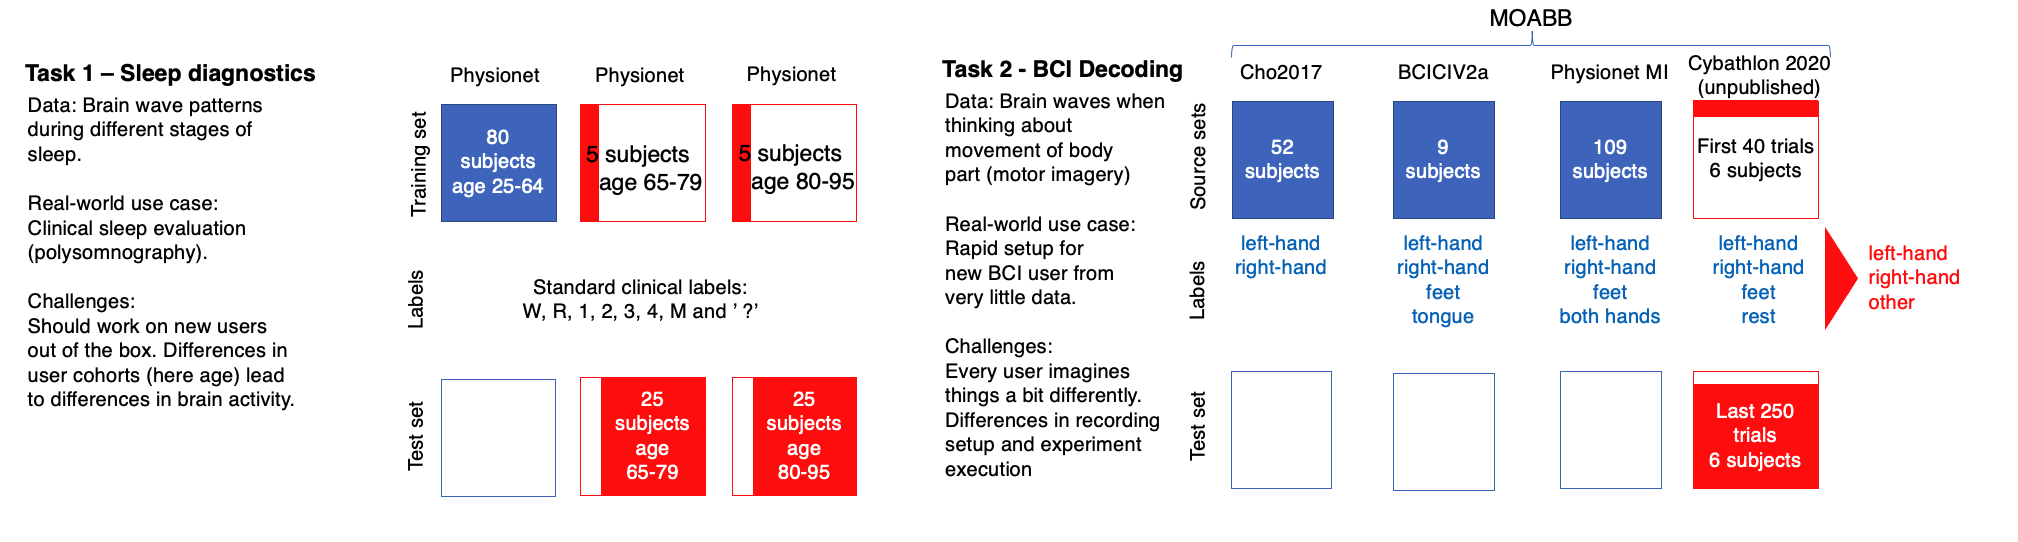 Task 1 – Sleep diagnostics
Data: Brain wave patterns
during different stages of
sleep.
Real-world use case:
Clinical sleep evaluation
(polysomnography).
Challenges:
Should work on new users
out of the box. Differences in
user cohorts (here age) lead
to differences in brain activity.
Physionet
Physionet
Physionet
Training set
80
subjects
age 25-64
5 subjects
age 65-79
5 subjects
age 80-95
Labels
Standard clinical labels:
W, R, 1, 2, 3, 4, M and ’ ?’
Test set
25
subjects
age
65-79
25
subjects
age
80-95
Task 2 - BCI Decoding
Data: Brain waves when
thinking about
movement of body
part (motor imagery)
Real-world use case:
Rapid setup for
new BCI user from
very little data.
Challenges:
Every user imagines
things a bit differently.
Differences in recording
setup and experiment
execution
MOABB
Cho2017
BCICIV2a
Physionet MI
Cybathlon 2020
(unpublished)
Source sets
52
subjects
9
subjects
109
subjects
First 40 trials
6 subjects
Labels
left-hand
right-hand
left-hand
right-hand
feet
tongue
left-hand
right-hand
feet
both hands
left-hand
right-hand
feet
rest
left-hand
right-hand
other
Test set
Last 250
trials
6 subjects